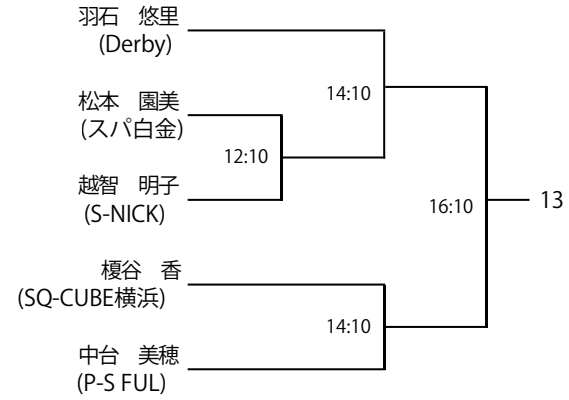 羽石　悠里
(Derby)
14:10
松本　園美
(スパ白金)
12:10
越智　明子
(S-NICK)
16:10
13
榎谷　香
(SQ-CUBE横浜)
14:10
中台　美穂
(P-S FUL)